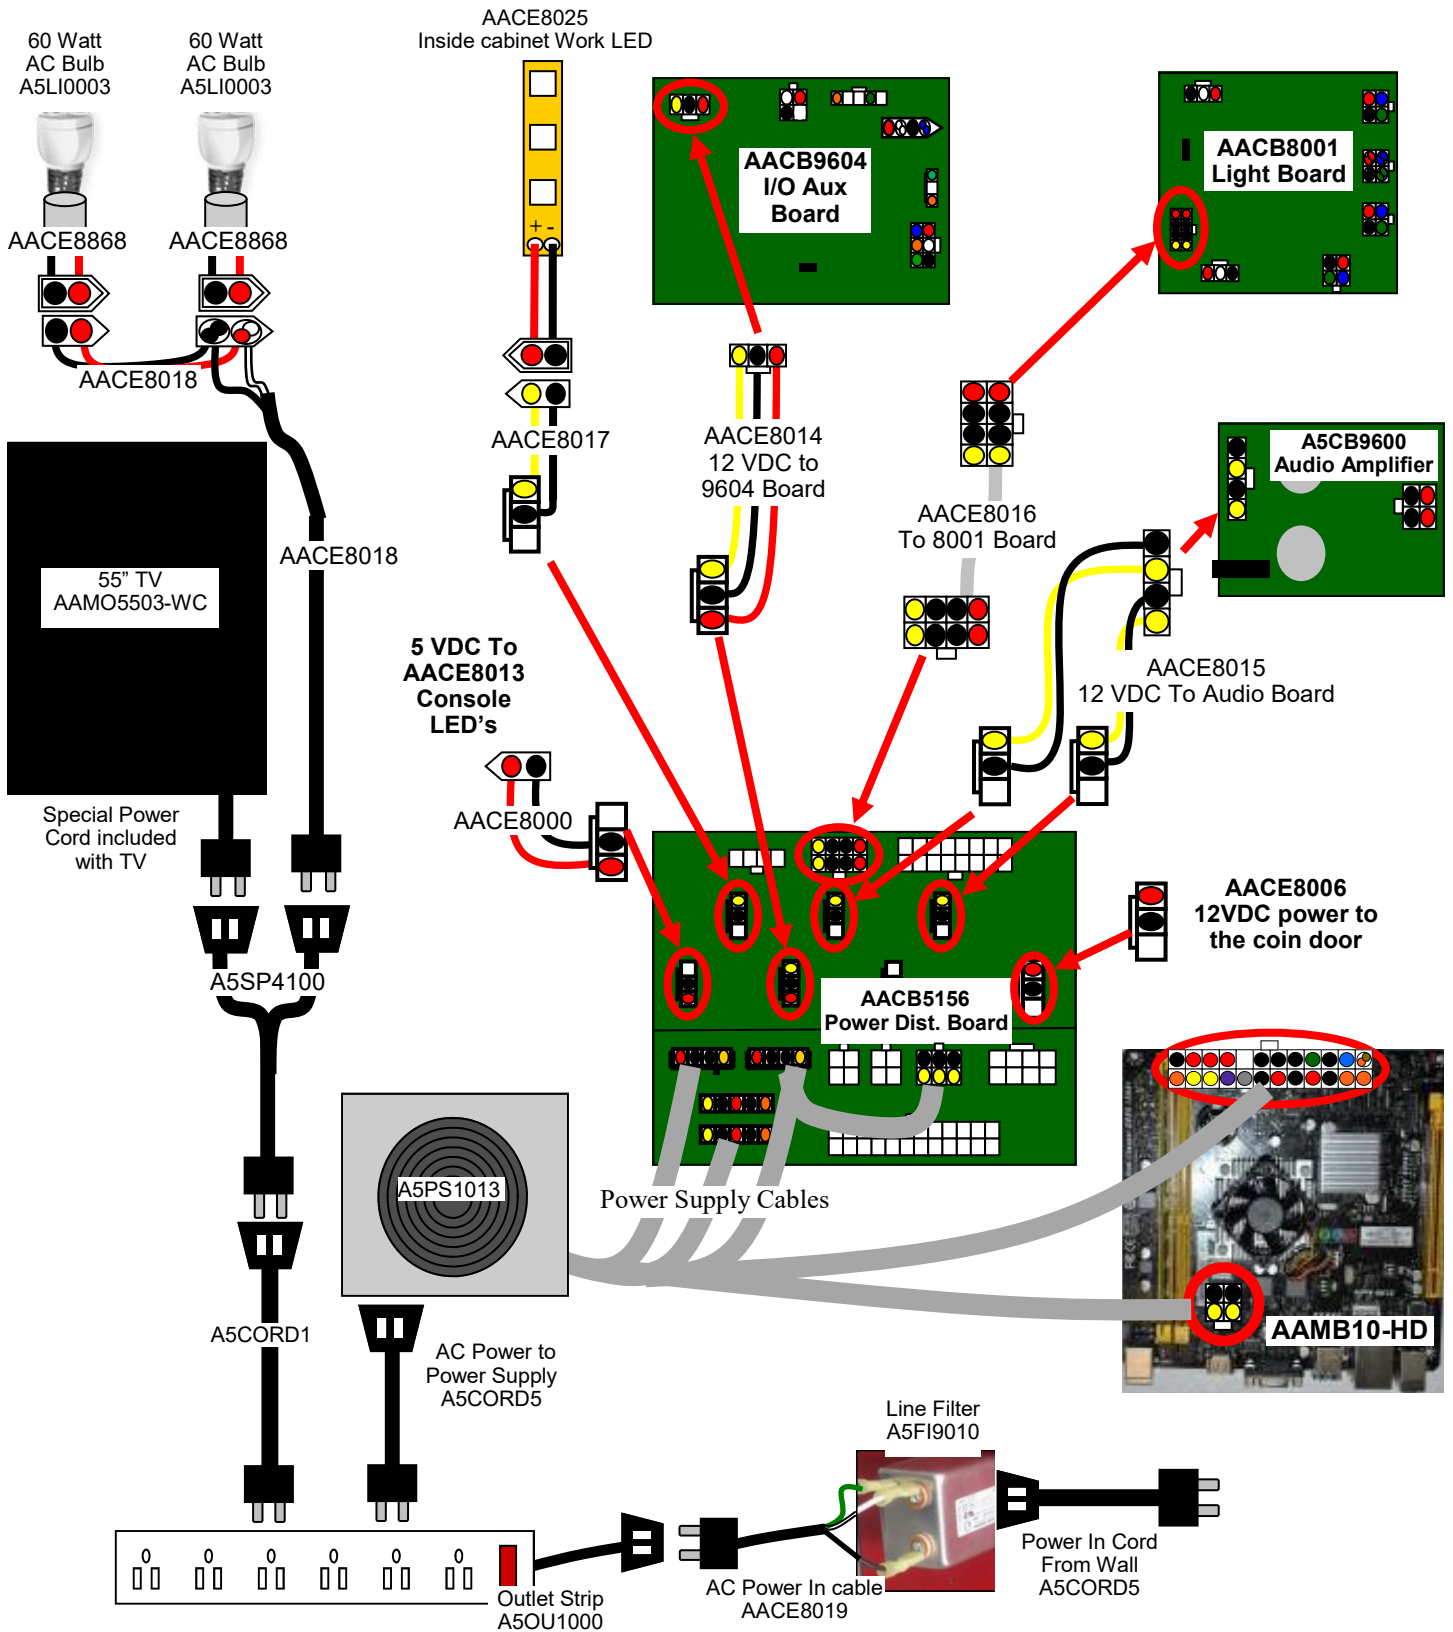 AACE8025
Inside cabinet Work LED
60 Watt
AC Bulb
A5LI0003
60 Watt
AC Bulb
A5LI0003
AACB9604
I/O Aux
Board
AACB8001
Light Board
+ -
AACE8868
AACE8868
AACE8018
AACE8017
AACE8014
12 VDC to
9604 Board
A5CB9600
Audio Amplifier
AACE8016
To 8001 Board
AACE8018
55” TV
AAMO5503-WC
5 VDC To
AACE8013
Console
LED’s
AACE8015
12 VDC To Audio Board
Special Power
Cord included
with TV
AACE8000
AACE8006
12VDC power to
the coin door
A5SP4100
AACB5156
Power Dist. Board
A5PS1013
Power Supply Cables
A5CORD1
AC Power to
Power Supply
A5CORD5
AAMB10-HD
Line Filter
A5FI9010
Power In Cord
From Wall
A5CORD5
AC Power In cable
AACE8019
Outlet Strip
A5OU1000